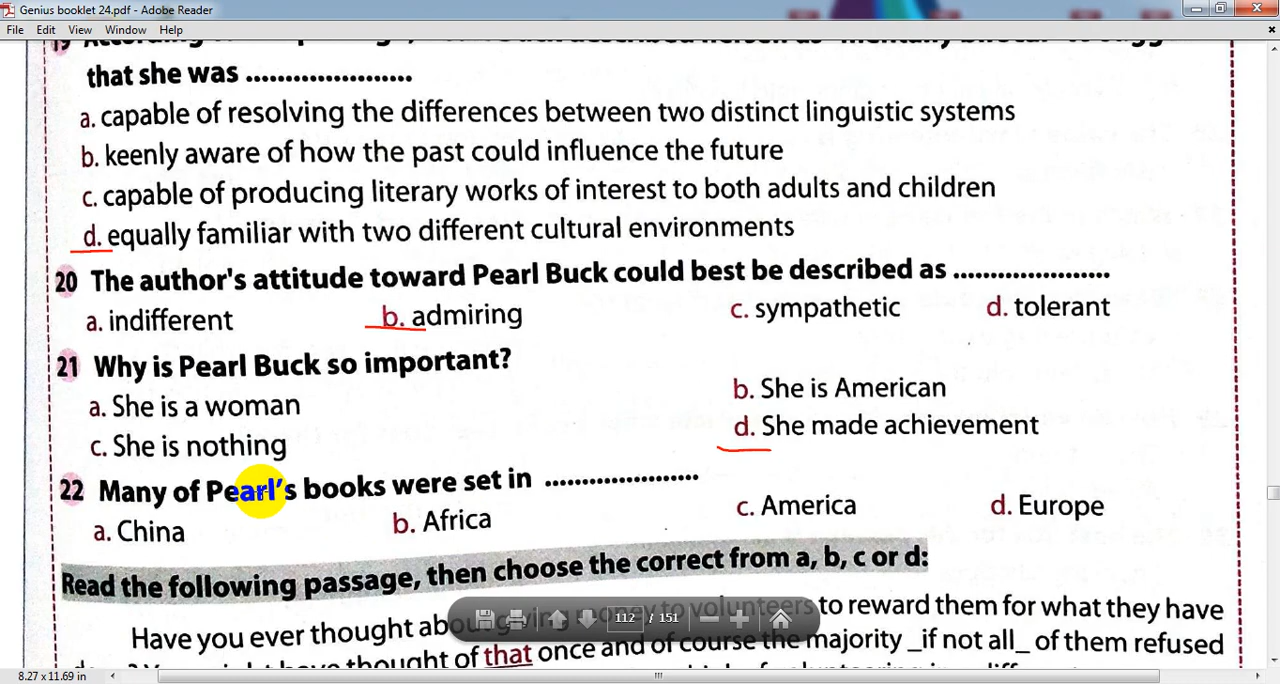 Genius booklet 24.pdf - Adobe Reader
File Edit View Window Help
that she was .....................
a. capable of resolving the differences between two distinct linguistic systems
b. keenly aware of how the past could influence the future
c. capable of producing literary works of interest to both adults and children
d. equally familiar with two different cultural environments
20 The author's attitude toward Pearl Buck could best be described as ....................
a. indifferent b. admiring c. sympathetic d. tolerant
21 Why is Pearl Buck so important?
a. She is a woman b. She is American
c. She is nothing d. She made achievement
22 Many of Pearl's books were set in ....................
a. China b. Africa c. America d. Europe
Read the following passage, then choose the correct from a, b, c or d:
Have you ever thought about giving money to volunteers to reward them for what they have
thought of that once and of course the majority _if not all_ of them refused
112 / 151
8.27 x 11.69 in